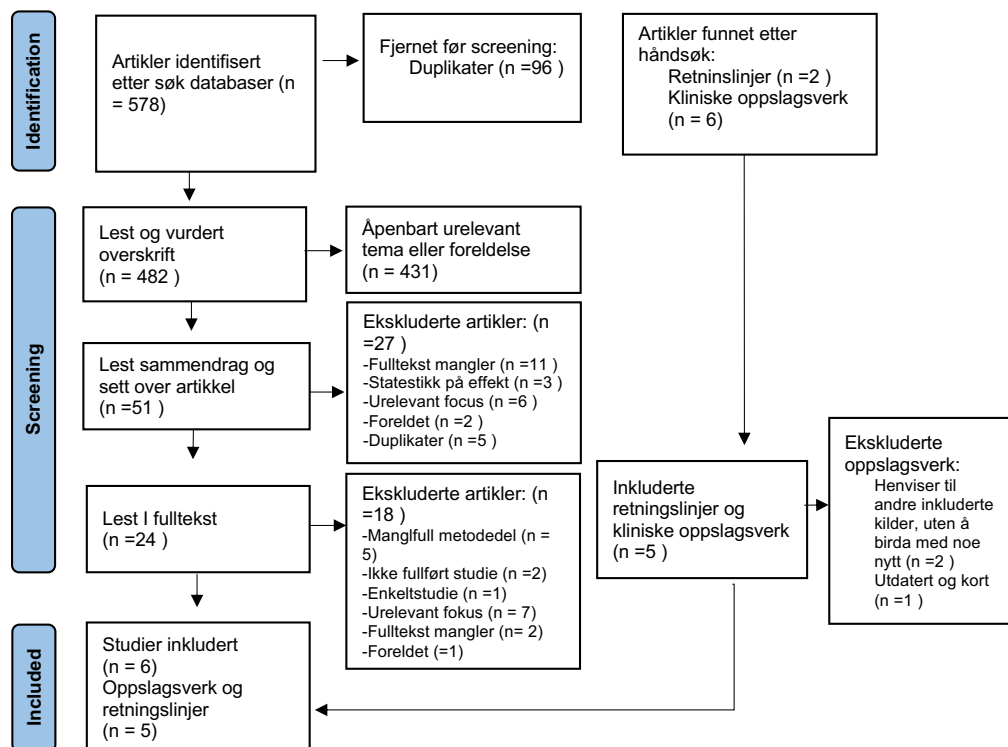 Identification
Artikler identifisert
etter søk databaser (n
= 578)
Fjernet før screening:
Duplikater (n =96 )
Artikler funnet etter
håndsøk:
Retninslinjer (n =2 )
Kliniske oppslagsverk
(n = 6)
Screening
Lest og vurdert
overskrift
(n = 482 )
Åpenbart urelevant
tema eller foreldelse
(n = 431)
Lest sammendrag og
sett over artikkel
(n =51 )
Ekskluderte artikler: (n
=27 )
-Fulltekst mangler (n =11 )
-Statestikk på effekt (n =3 )
-Urelevant focus (n =6 )
-Foreldet (n =2 )
-Duplikater (n =5 )
Lest I fulltekst
(n =24 )
Ekskluderte artikler: (n
=18 )
-Manglfull metodedel (n =
5)
-Ikke fullført studie (n =2)
-Enkeltstudie (n =1)
-Urelevant fokus (n = 7)
-Fulltekst mangler (n= 2)
-Foreldet (=1)
Inkluderte
retningslinjer og
kliniske oppslagsverk
(n =5 )
Ekskluderte
oppslagsverk:
Henviser til
andre inkluderte
kilder, uten å
birda med noe
nytt (n =2 )
Utdatert og kort
(n =1 )
Included
Studier inkludert
(n = 6)
Oppslagsverk og
retningslinjer
(n = 5)